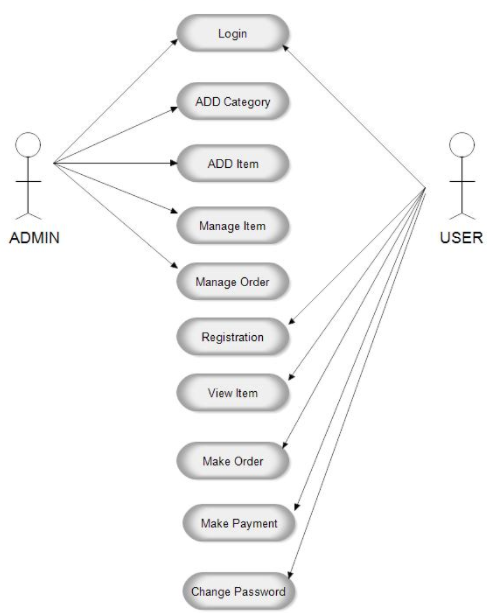 Login
ADD Category
ADD Item
ADMIN
USER
Manage Item
Manage Order
Registration
View Item
Make Order
Make Payment
Change Password